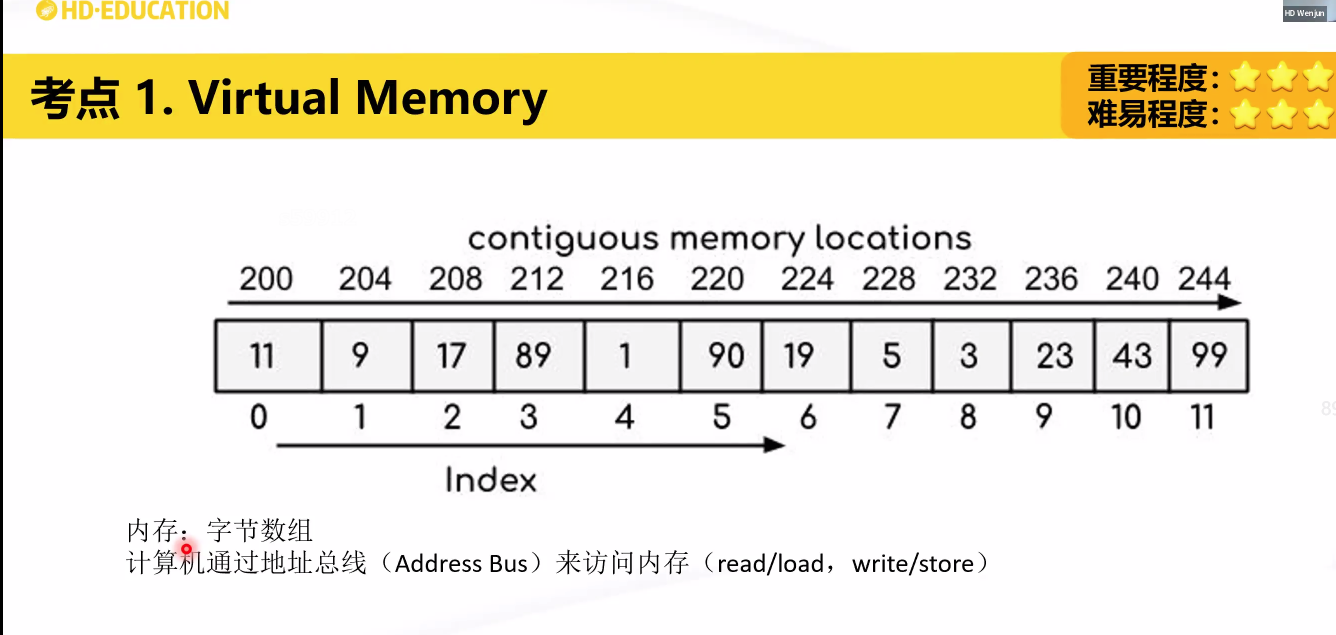 HD·EDUCATION
HD Wenjun
考点 1. Virtual Memory
重要程度：
难易程度：
contiguous memory locations
200 204 208 212 216 220 224 228 232 236 240 244
11 9 17 89 1 90 19 5 3 23 43 99
0 1 2 3 4 5 6 7 8 9 10 11
Index
内存：字节数组
计算机通过地址总线（Address Bus）来访问内存（read/load，write/store）